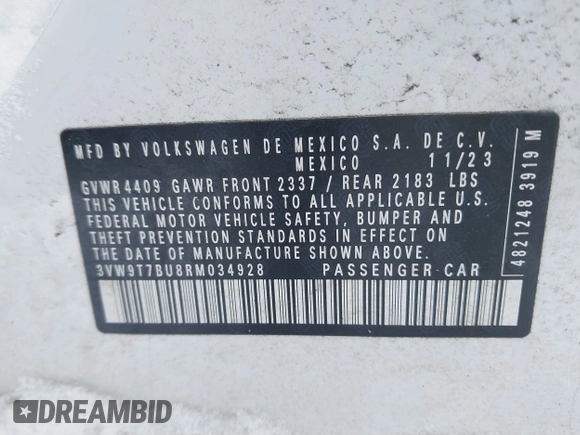 MFD BY VOLKSWAGEN DE MEXICO S.A. DE C.V.
MEXICO 11/23
GVWR4409 GAWR FRONT 2337 / REAR 2183 LBS
THIS VEHICLE CONFORMS TO ALL APPLICABLE U.S.
FEDERAL MOTOR VEHICLE SAFETY, BUMPER AND
THEFT PREVENTION STANDARDS IN EFFECT ON
THE DATE OF MANUFACTURE SHOWN ABOVE.
3VW9T7BU8RM034928 PASSENGER CAR
48212483919 M
DREAMBID